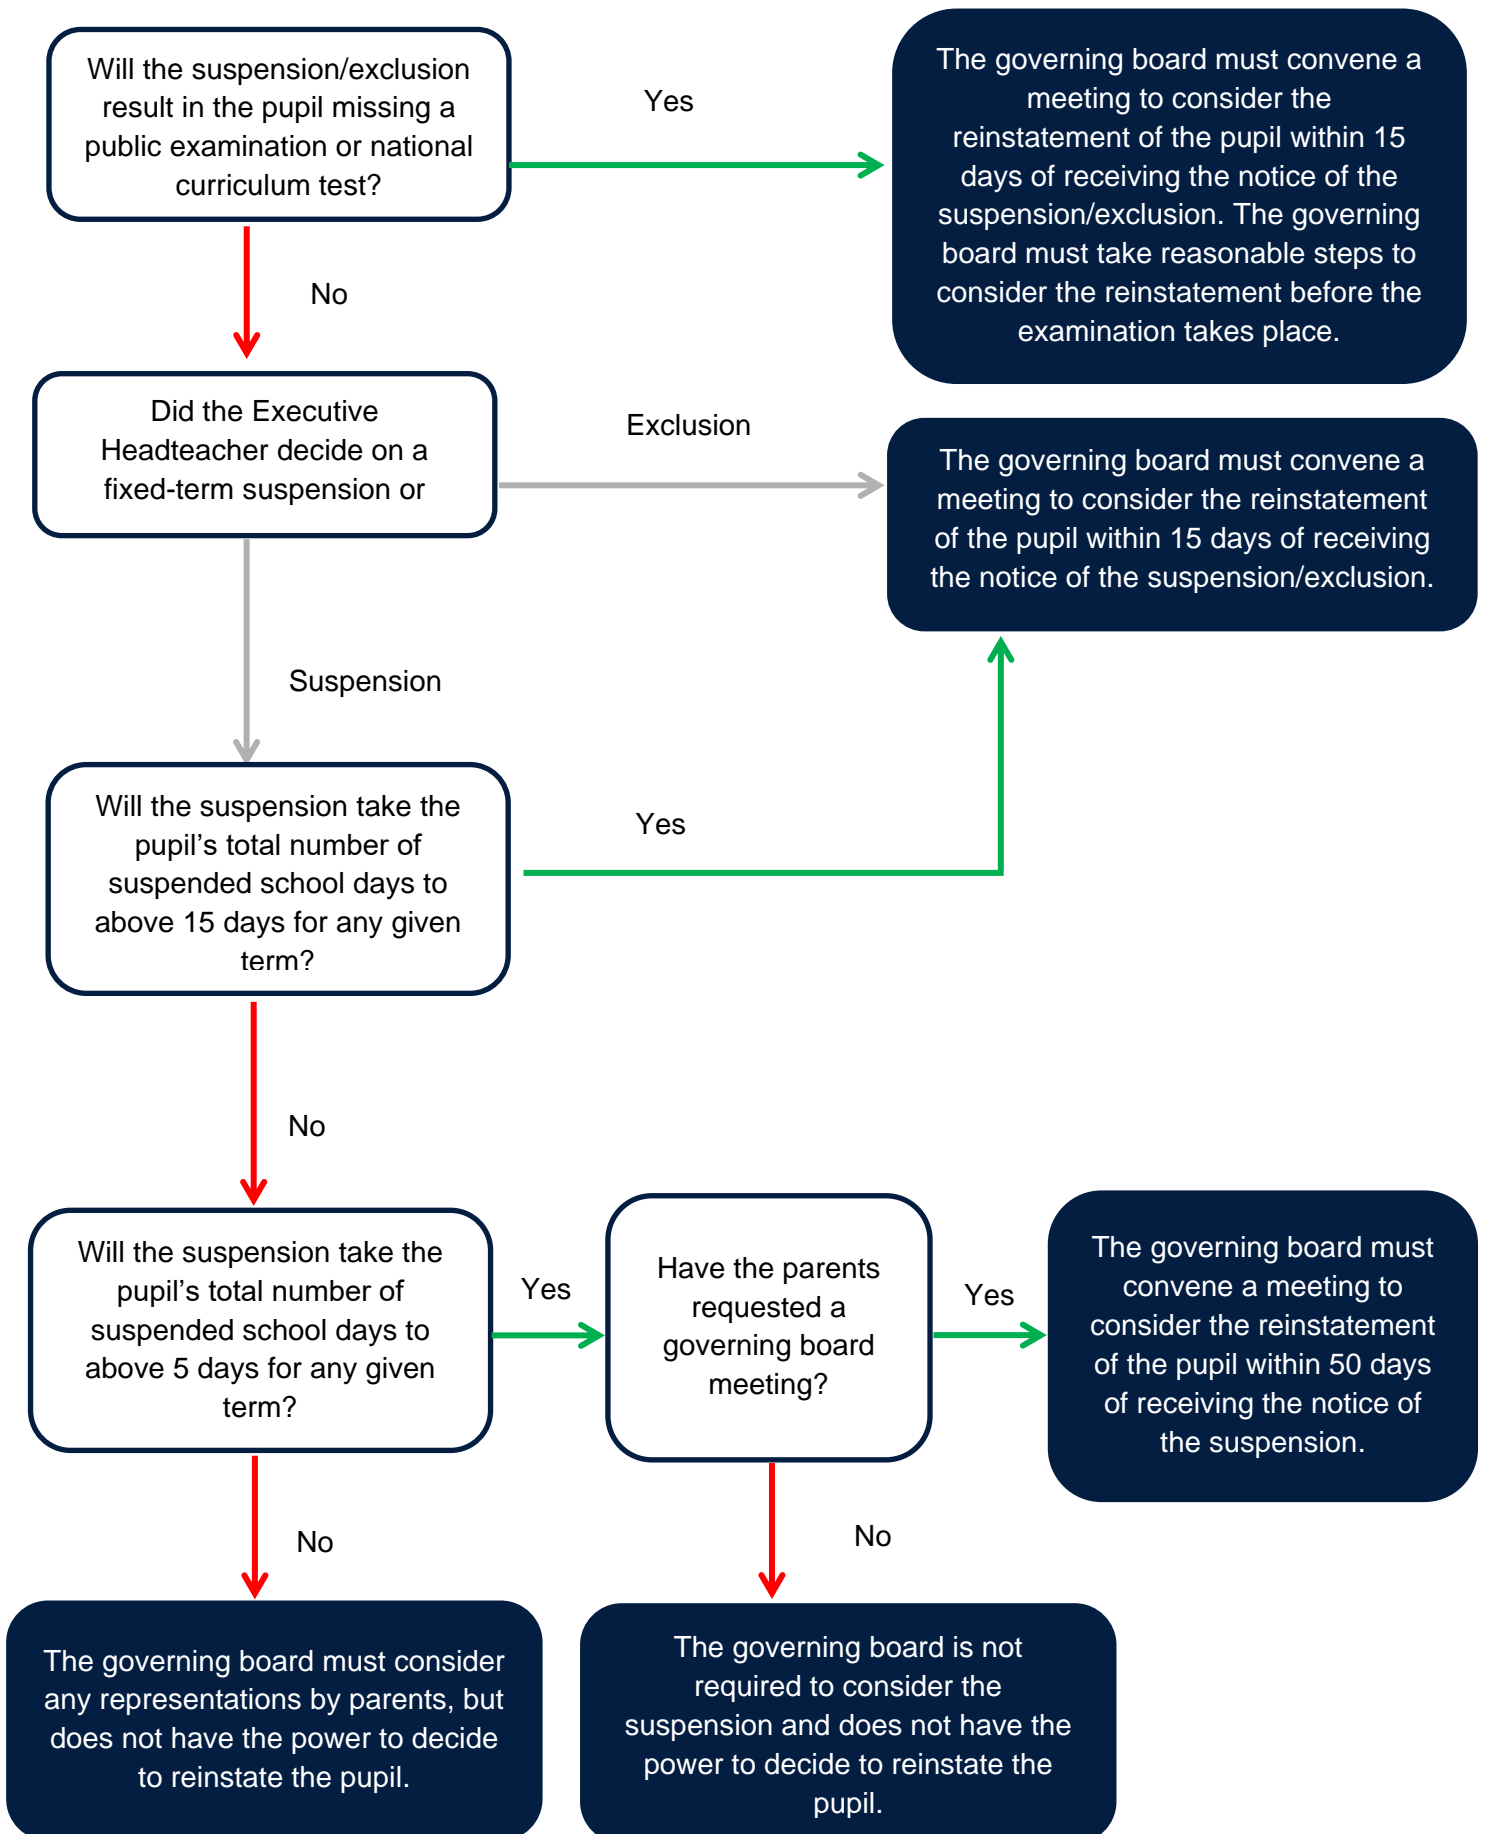 Will the suspension/exclusion
result in the pupil missing a
public examination or national
curriculum test?
Yes
The governing board must convene a
meeting to consider the
reinstatement of the pupil within 15
days of receiving the notice of the
suspension/exclusion. The governing
board must take reasonable steps to
consider the reinstatement before the
examination takes place.
No
Did the Executive
Headteacher decide on a
fixed-term suspension or
Exclusion
The governing board must convene a
meeting to consider the reinstatement
of the pupil within 15 days of receiving
the notice of the suspension/exclusion.
Suspension
Will the suspension take the
pupil’s total number of
suspended school days to
above 15 days for any given
term?
Yes
No
Will the suspension take the
pupil’s total number of
suspended school days to
above 5 days for any given
term?
Yes
Have the parents
requested a
governing board
meeting?
Yes
The governing board must
convene a meeting to
consider the reinstatement
of the pupil within 50 days
of receiving the notice of
the suspension.
No
No
The governing board must consider
any representations by parents, but
does not have the power to decide
to reinstate the pupil.
The governing board is not
required to consider the
suspension and does not have the
power to decide to reinstate the
pupil.